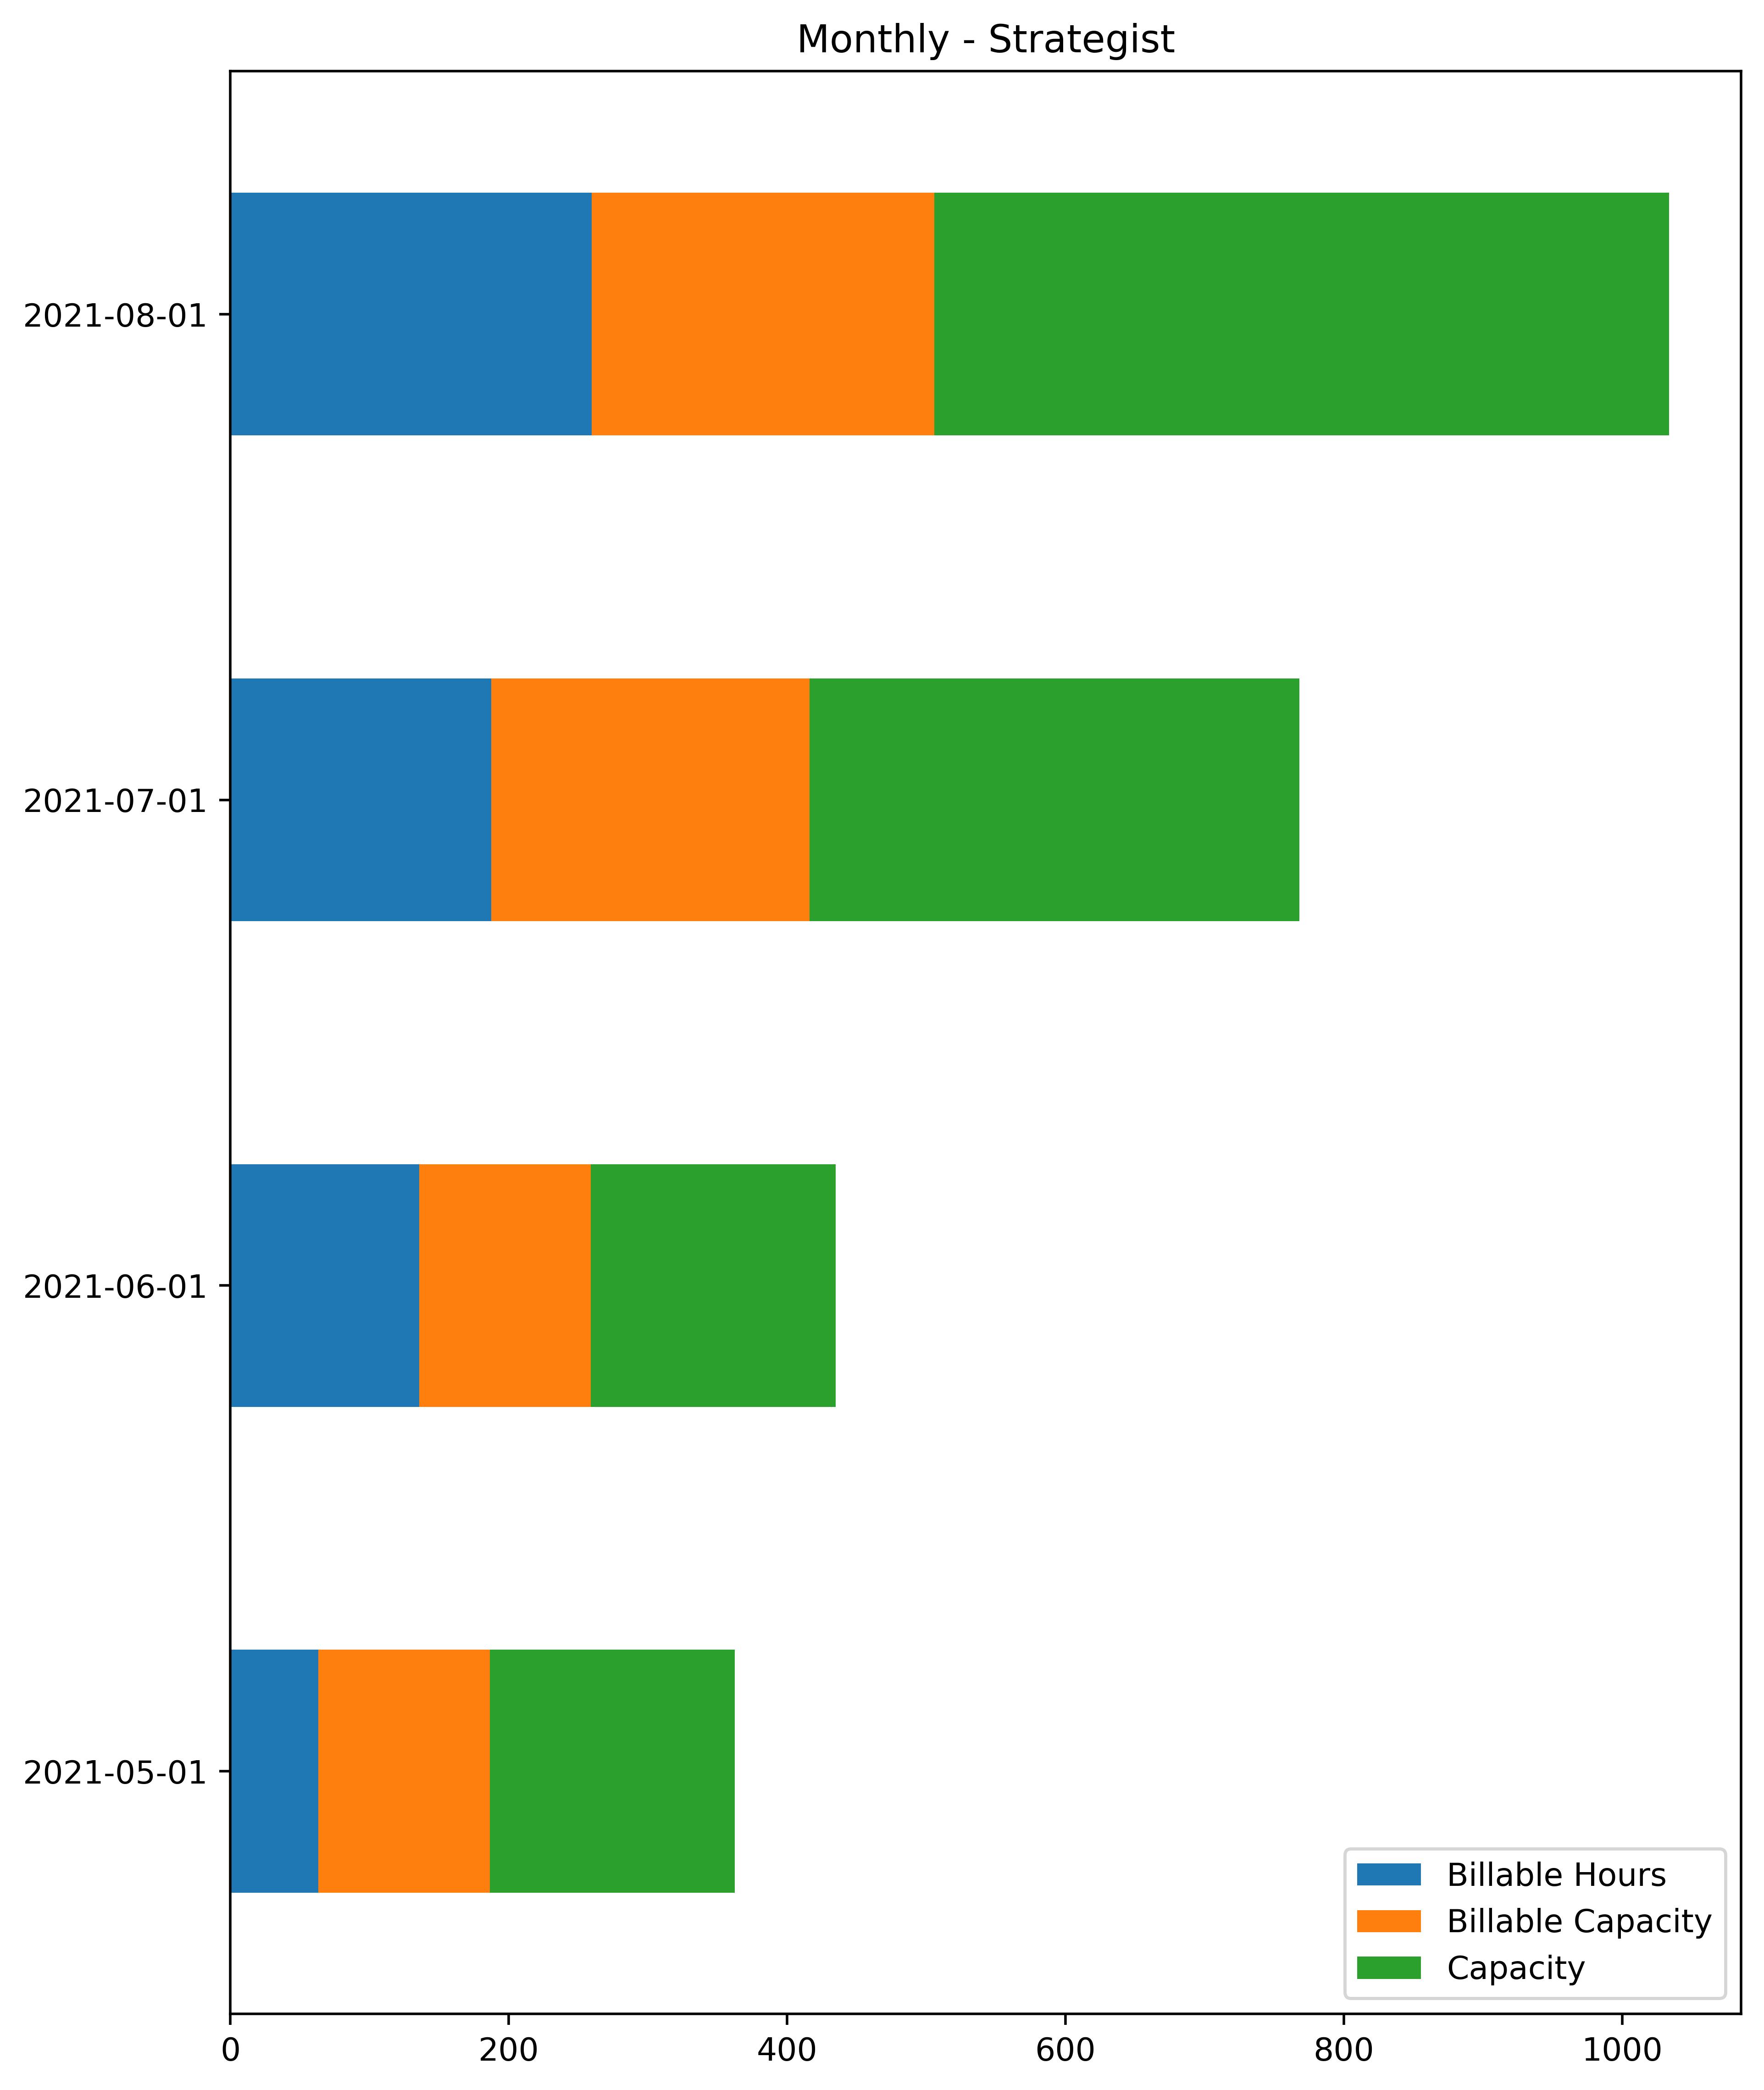 Monthly - Strategist
2021-08-01
2021-07-01
2021-06-01
2021-05-01
Billable Hours
Billable Capacity
Capacity
0 200 400 600 800 1000